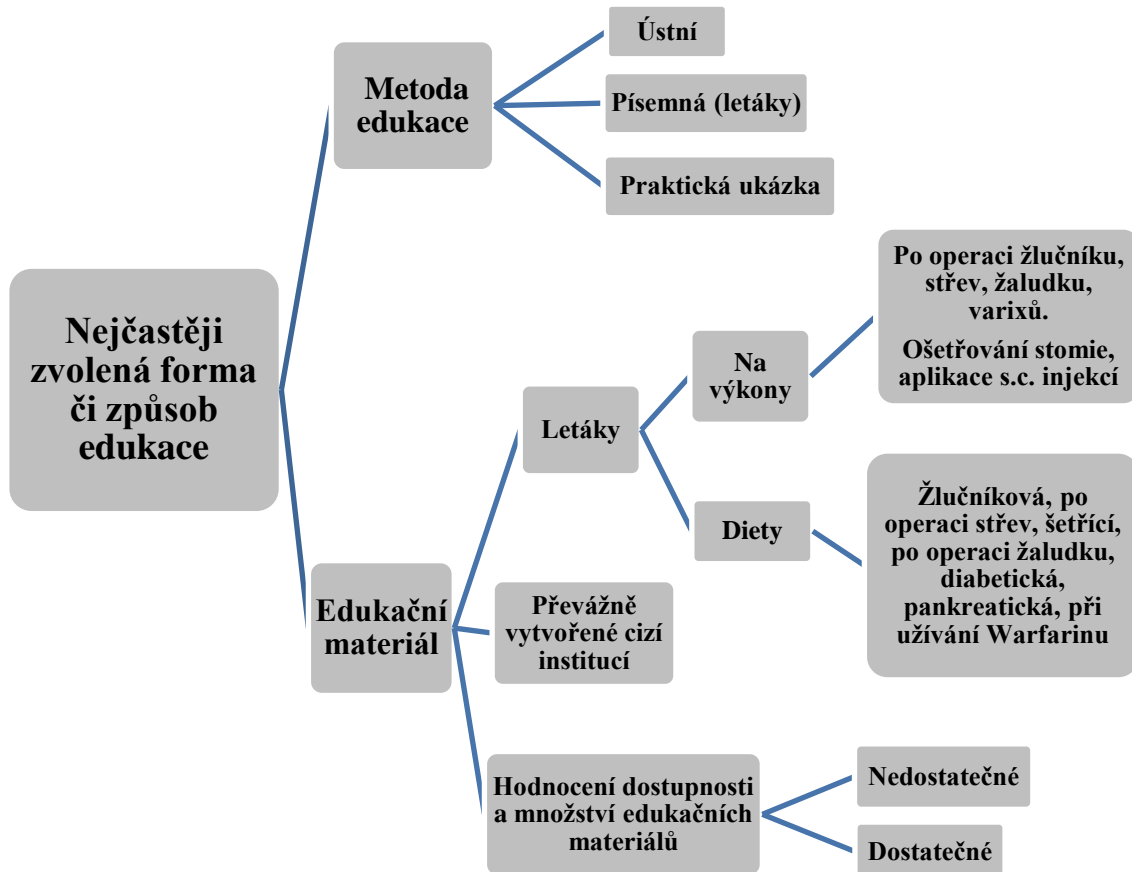 Nejčastěji
zvolená forma
či způsob
edukace
Metoda
edukace
Ústní
Písemná (letáky)
Praktická ukázka
Edukační
materiál
Letáky
Na
výkony
Po operaci žlučníku,
střev, žaludku,
varixů.
Ošetřování stomie,
aplikace s.c. injekcí
Diety
Žlučníková, po
operaci střev, šetřící,
po operaci žaludku,
diabetická,
pankreatická, při
užívání Warfarinu
Převážně
vytvořené cizí
institucí
Hodnocení dostupnosti
a množství edukačních
materiálů
Nedostatečné
Dostatečné